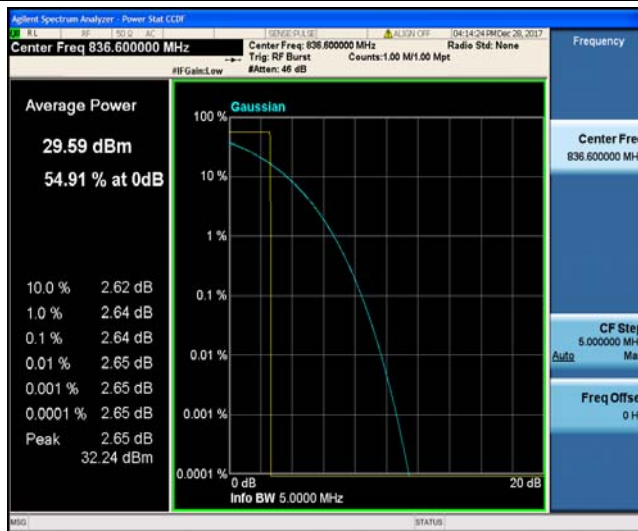 Agilent Spectrum Analyzer - Power Stat CCDF
RL RF 50 Ω AC SENSE:PULSE ALIGN OFF 04:14:24 PM Dec 28, 2017
Center Freq 836.600000 MHz
Center Freq: 836.600000 MHz Radio Std: None
Trig: RF Burst Counts:1.00 M/1.00 Mpt
#IFGain:Low #Atten: 46 dB
Frequency
Average Power
29.59 dBm
54.91 % at 0dB
10.0 % 2.62 dB
1.0 % 2.64 dB
0.1 % 2.64 dB
0.01 % 2.65 dB
0.001 % 2.65 dB
0.0001 % 2.65 dB
Peak 2.65 dB
32.24 dBm
Gaussian
100 %
10 %
1 %
0.1 %
0.01 %
0.001 %
0.0001 %
0 dB 20 dB
Info BW 5.0000 MHz
Center Fre
836.600000 MH
CF Ste
5.000000 MH
Auto Ma
Freq Offse
0 H
MSG STATUS